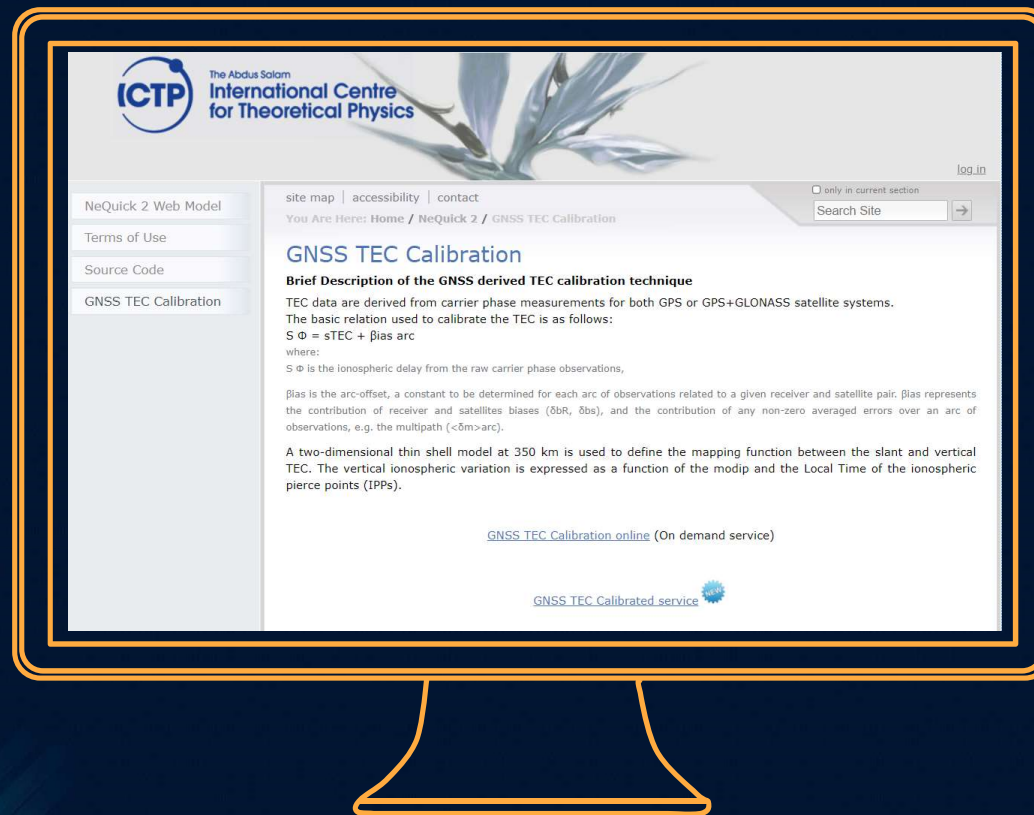 ICTP
The Abdus Salam
International Centre
for Theoretical Physics
log in
NeQuick 2 Web Model
Terms of Use
Source Code
GNSS TEC Calibration
site map | accessibility | contact
only in current section
Search Site
You Are Here: Home / NeQuick 2 / GNSS TEC Calibration
GNSS TEC Calibration
Brief Description of the GNSS derived TEC calibration technique
TEC data are derived from carrier phase measurements for both GPS or GPS+GLONASS satellite systems.
The basic relation used to calibrate the TEC is as follows:
S Φ = sTEC + βias arc
where:
S Φ is the ionospheric delay from the raw carrier phase observations,
βias is the arc-offset, a constant to be determined for each arc of observations related to a given receiver and satellite pair. βias represents
the contribution of receiver and satellites biases (δbR, δbs), and the contribution of any non-zero averaged errors over an arc of
observations, e.g. the multipath (<δm>arc).
A two-dimensional thin shell model at 350 km is used to define the mapping function between the slant and vertical
TEC. The vertical ionospheric variation is expressed as a function of the modip and the Local Time of the ionospheric
pierce points (IPPs).
GNSS TEC Calibration online (On demand service)
GNSS TEC Calibrated service NEW